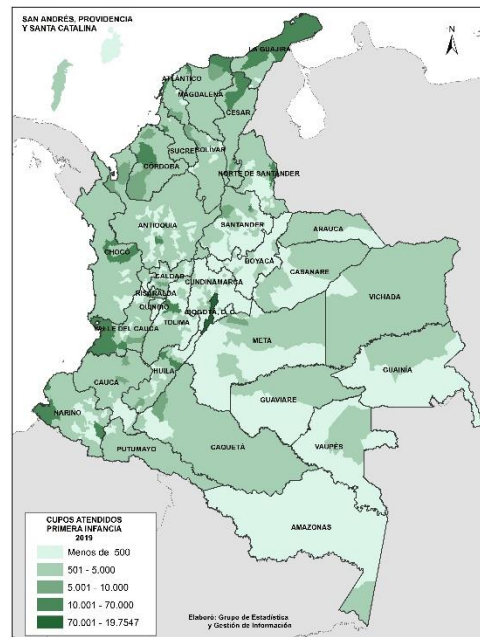 SAN ANDRÉS, PROVIDENCIA
Y SANTA CATALINA
N
LA GUAJIRA
ATLÁNTICO
MAGDALENA
CESAR
SUCRE
BOLÍVAR
CÓRDOBA
NORTE DE SANTANDER
ANTIOQUIA
SANTANDER
ARAUCA
CHOCÓ
BOYACÁ
CASANARE
CALDAS
CUNDINAMARCA
RISARALDA
VICHADA
QUINDÍO
BOGOTÁ, D. C.
VALLE DEL CAUCA
TOLIMA
META
GUAINÍA
HUILA
CAUCA
GUAVIARE
NARIÑO
VAUPÉS
CAQUETÁ
PUTUMAYO
AMAZONAS
CUPOS ATENDIDOS
PRIMERA INFANCIA
2019
Menos de 500
501 - 5.000
5.001 - 10.000
10.001 - 70.000
70.001 - 19.7547
Elaboró: Grupo de Estadística
y Gestión de Información